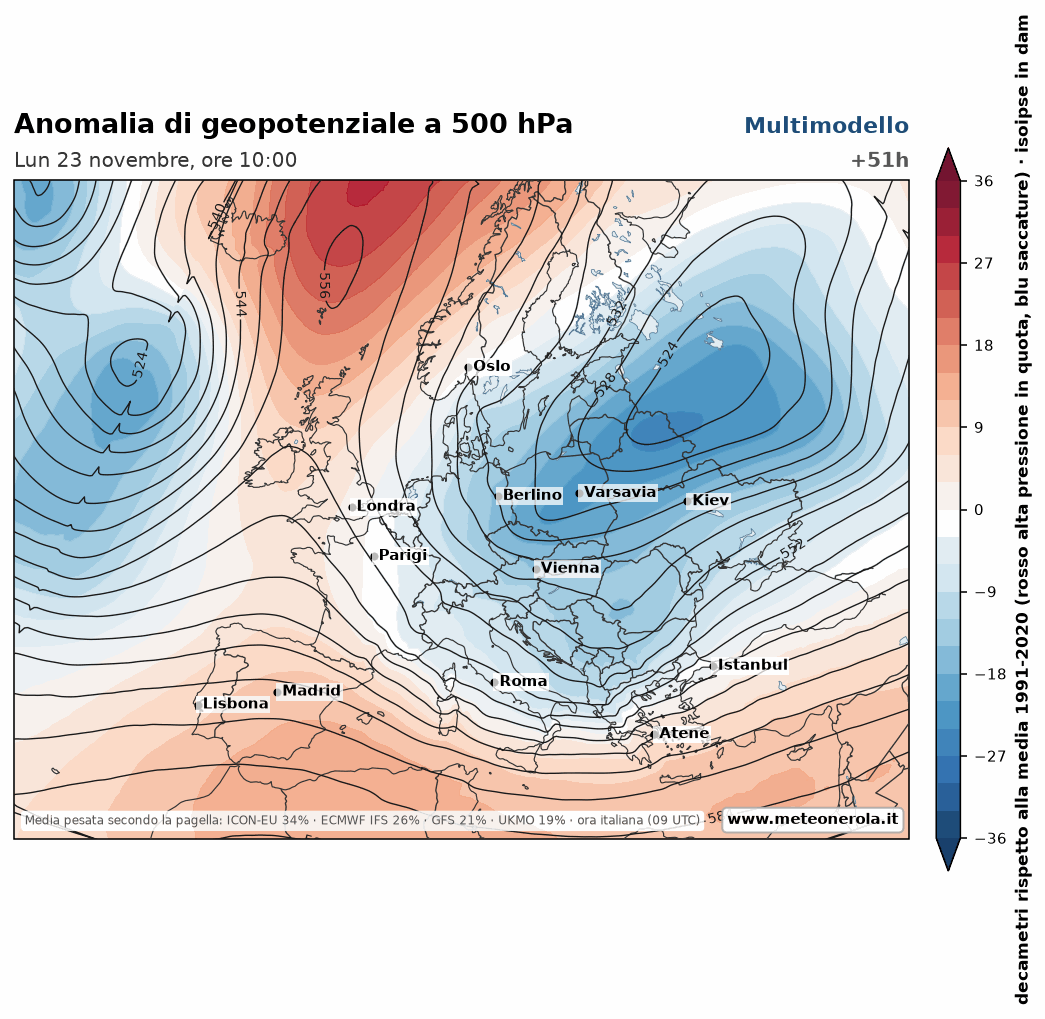 Anomalia di geopotenziale a 500 hPa
Multimodello
Lun 23 novembre, ore 10:00
+51h
540
544
556
524
532
528
524
Oslo
Londra
Berlino
Varsavia
Kiev
Parigi
Vienna
Istanbul
Roma
Madrid
Lisbona
Atene
Media pesata secondo la pagella: ICON-EU 34% · ECMWF IFS 26% · GFS 21% · UKMO 19% · ora italiana (09 UTC)
www.meteonerola.it
36
27
18
9
0
−9
−18
−27
−36
decametri rispetto alla media 1991-2020 (rosso alta pressione in quota, blu saccature) · isoipse in dam